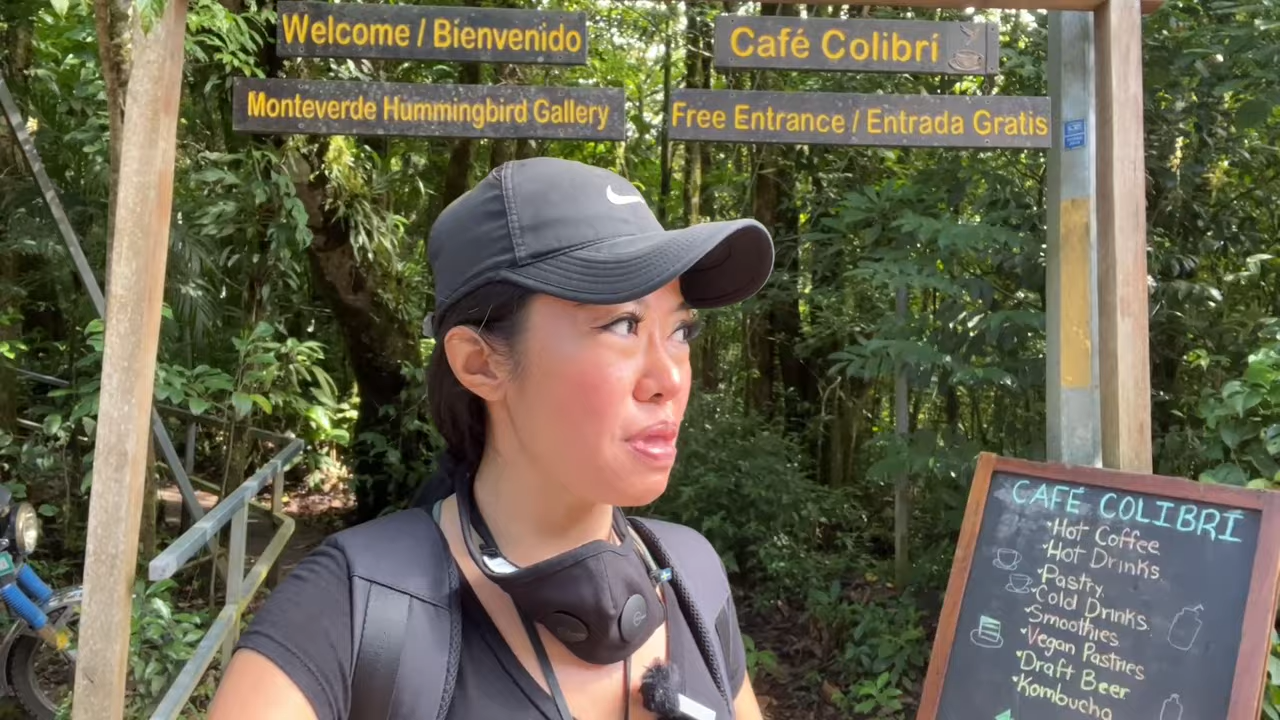 Welcome / Bienvenido
Café Colibrí
Monteverde Hummingbird Gallery
Free Entrance / Entrada Gratis
CAFÉ COLIBRÍ
Hot Coffee
Hot Drinks
Pastry
Cold Drinks
Smoothies
Vegan Pastries
Draft Beer
Kombucha